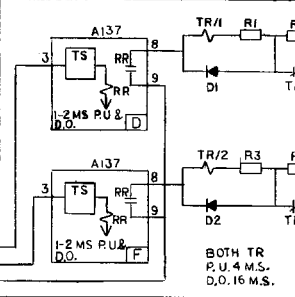 A137
TR/1
R1
3
TS
RR
8
RR
9
D1
1-2 MS P.U &
D.O.
D
A137
TR/2
R3
3
TS
RR
8
RR
9
D2
1-2 MS P.U.&
D.O.
F
BOTH TR
P.U. 4 M.S.
D.O. 16 M.S.